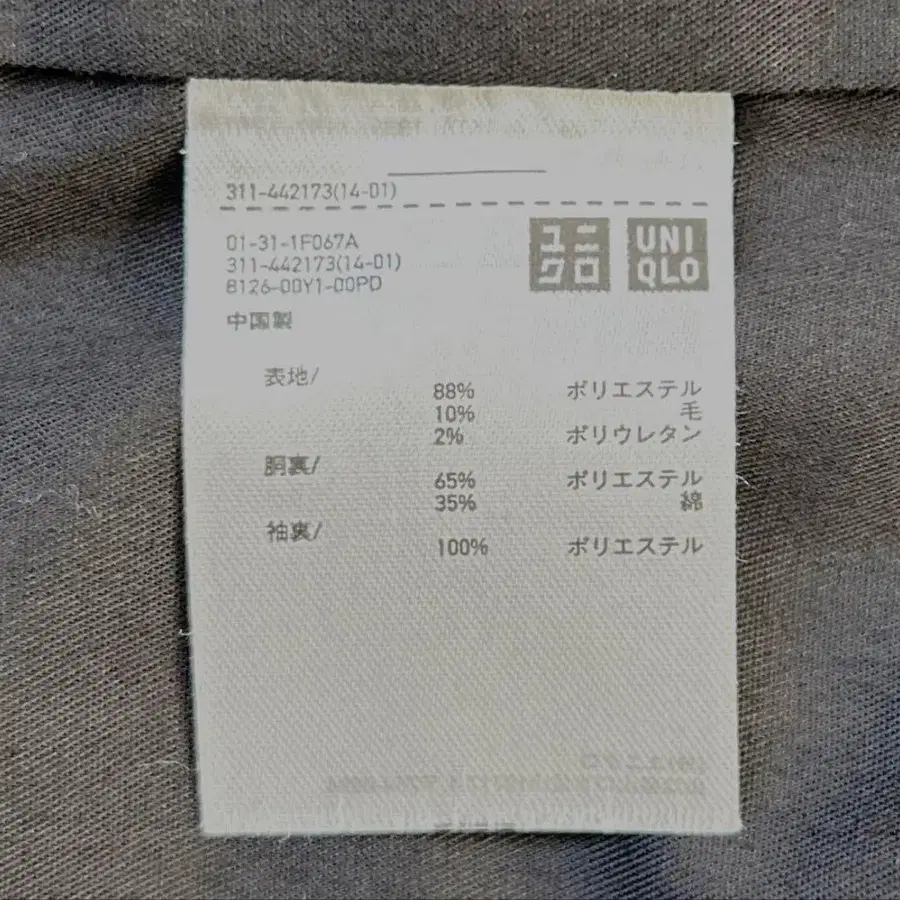 311-442173(14-01)
01-31-1F067A
311-442173(14-01)
8126-00Y1-00PD
ユニ
クロ
UNI
QLO
中国製
表地/
88% ポリエステル
10% 毛
2% ポリウレタン
胴裏/
65% ポリエステル
35% 綿
袖裏/
100% ポリエステル